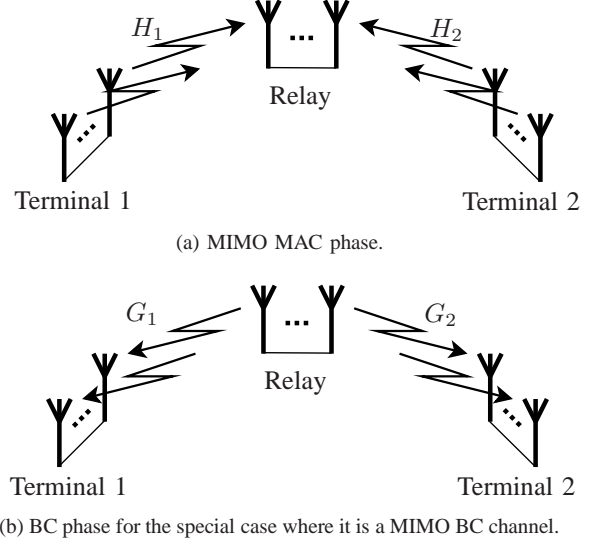 H₁ ... H₂
Relay
... ...
Terminal 1 Terminal 2
(a) MIMO MAC phase.
G₁ ... G₂
Relay
... ...
Terminal 1 Terminal 2
(b) BC phase for the special case where it is a MIMO BC channel.